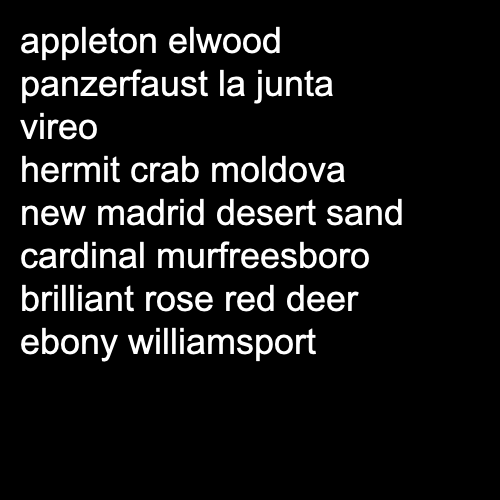 appleton elwood
panzerfaust la junta
vireo
hermit crab moldova
new madrid desert sand
cardinal murfreesboro
brilliant rose red deer
ebony williamsport